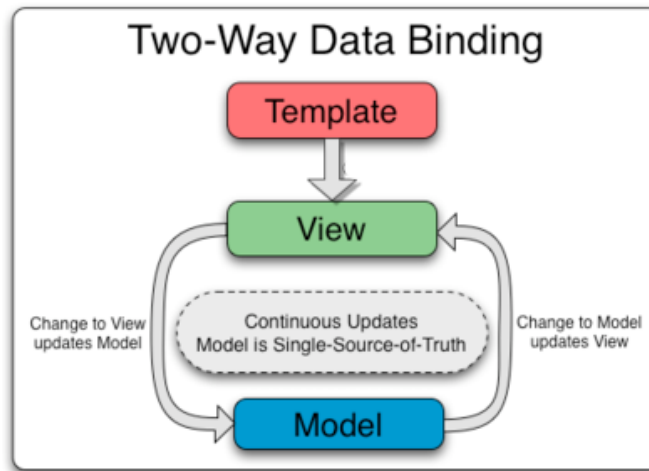 Two-Way Data Binding
Template
View
Change to View
updates Model
Continuous Updates
Model is Single-Source-of-Truth
Change to Model
updates View
Model